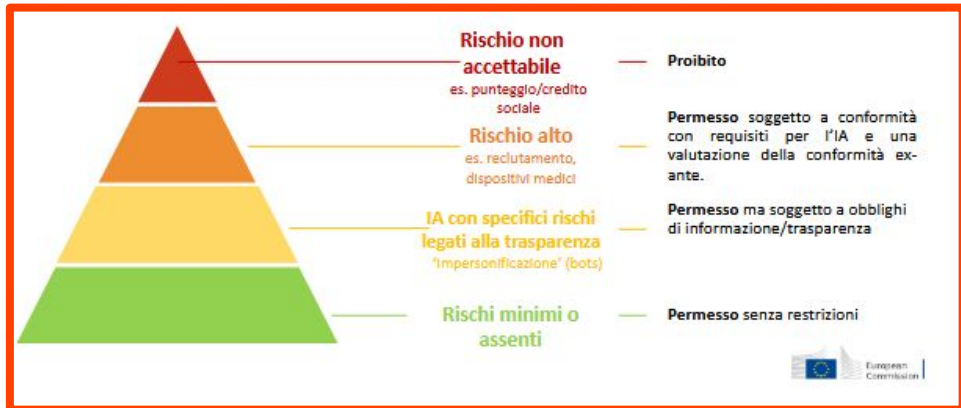 Rischio non
accettabile
es. punteggio/credito
sociale
Proibito
Rischio alto
es. reclutamento,
dispositivi medici
Permesso soggetto a conformità
con requisiti per l'IA e una
valutazione della conformità ex-
ante.
IA con specifici rischi
legati alla trasparenza
'Impersonificazione' (bots)
Permesso ma soggetto a obblighi
di informazione/trasparenza
Rischi minimi o
assenti
Permesso senza restrizioni
European
Commission